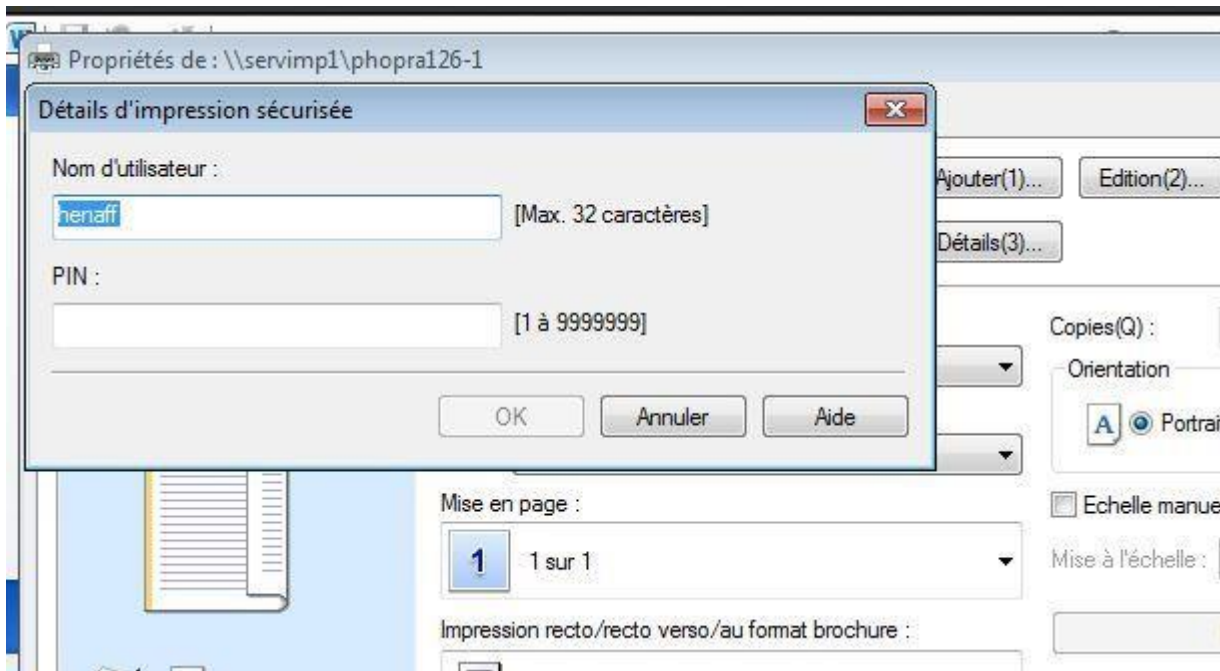 Propriétés de : \\servimp1\phopra126-1
Détails d'impression sécurisée
Nom d'utilisateur :
henaff
[Max. 32 caractères]
PIN :
[1 à 9999999]
OK
Annuler
Aide
Ajouter(1)...
Edition(2)...
Détails(3)...
Copies(Q) :
Orientation
A
Portrai
Echelle manue
Mise en page :
1
1 sur 1
Mise à l'échelle :
Impression recto/recto verso/au format brochure :